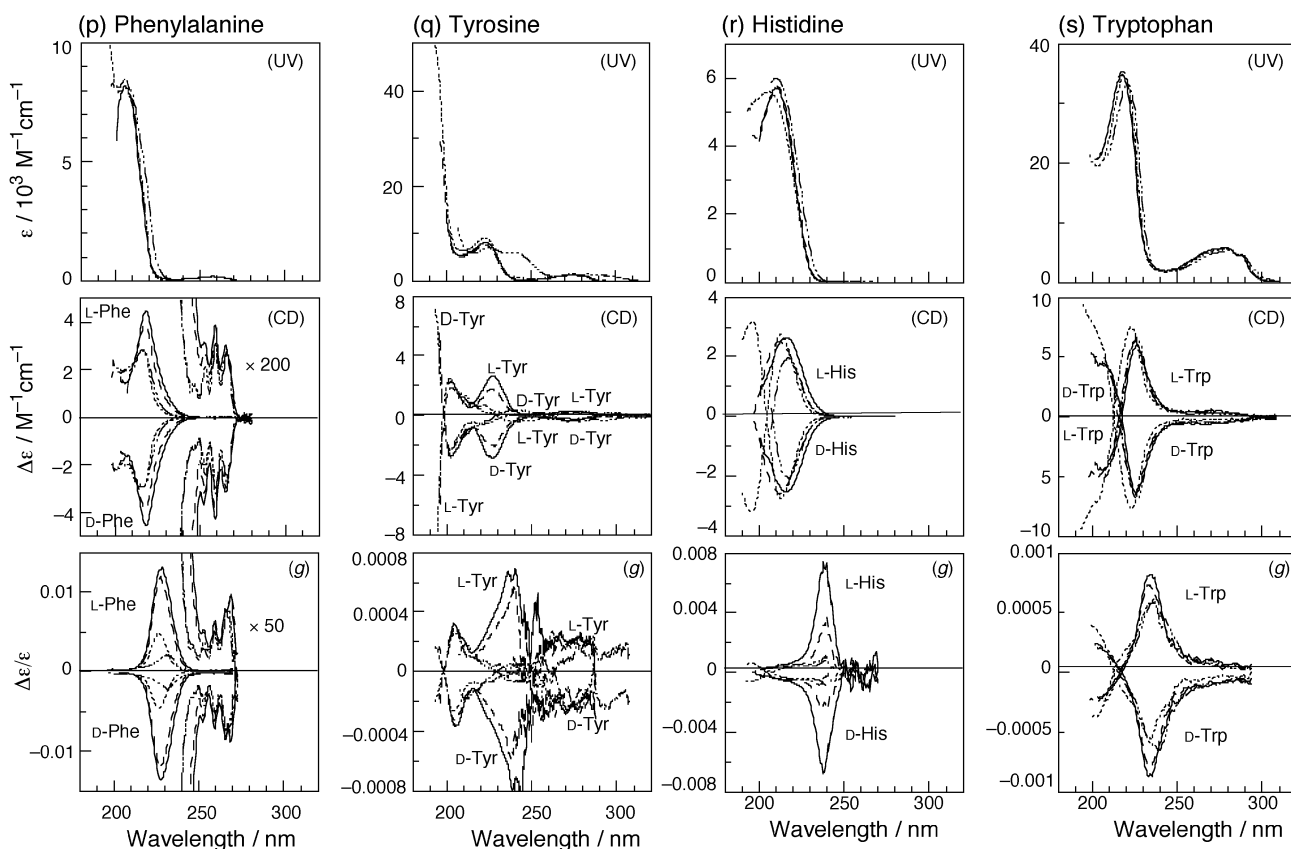 (p) Phenylalanine
(q) Tyrosine
(r) Histidine
(s) Tryptophan
ε / 10³ M⁻¹cm⁻¹
10
5
0
(UV)
40
20
0
(UV)
6
4
2
0
(UV)
40
20
0
(UV)
Δε / M⁻¹cm⁻¹
4
2
0
−2
−4
L-Phe
(CD)
× 200
D-Phe
8
4
0
−4
−8
D-Tyr
(CD)
L-Tyr
D-Tyr
L-Tyr
L-Tyr
D-Tyr
D-Tyr
L-Tyr
4
2
0
−2
−4
(CD)
L-His
D-His
10
5
0
5
−10
(CD)
D-Trp
L-Trp
L-Trp
D-Trp
Δε/ε
0.01
0
−0.01
(g)
L-Phe
× 50
D-Phe
0.0008
0.0004
0
−0.0004
−0.0008
(g)
L-Tyr
L-Tyr
D-Tyr
D-Tyr
0.008
0.004
0
−0.004
−0.008
(g)
L-His
D-His
0.001
0.0005
0
−0.0005
−0.001
(g)
L-Trp
D-Trp
200 250 300
200 250 300
200 250 300
200 250 300
Wavelength / nm
Wavelength / nm
Wavelength / nm
Wavelength / nm